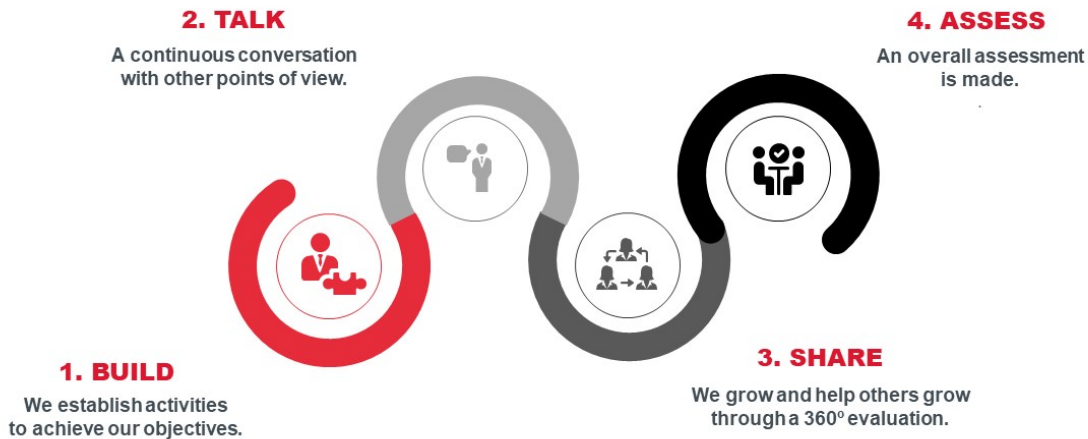 2. TALK
A continuous conversation
with other points of view.
4. ASSESS
An overall assessment
is made.
.
1. BUILD
We establish activities
to achieve our objectives.
3. SHARE
We grow and help others grow
through a 360º evaluation.